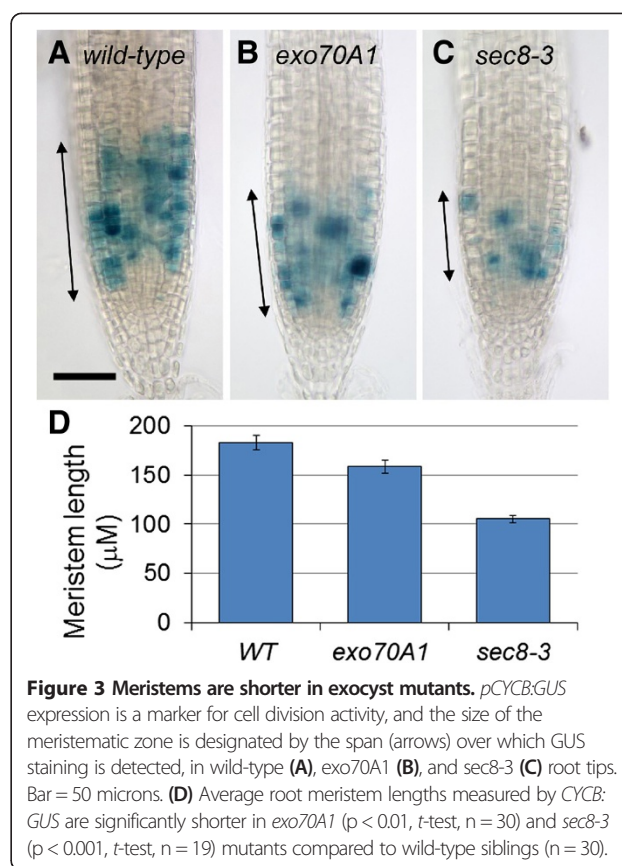 A wild-type
B exo70A1
C sec8-3
D
Meristem length
(μM)
200
150
100
50
0
WT exo70A1 sec8-3
Figure 3 Meristems are shorter in exocyst mutants. pCYCB:GUS
expression is a marker for cell division activity, and the size of the
meristematic zone is designated by the span (arrows) over which GUS
staining is detected, in wild-type (A), exo70A1 (B), and sec8-3 (C) root tips.
Bar = 50 microns. (D) Average root meristem lengths measured by CYCB:
GUS are significantly shorter in exo70A1 (p < 0.01, t-test, n = 30) and sec8-3
(p < 0.001, t-test, n = 19) mutants compared to wild-type siblings (n = 30).